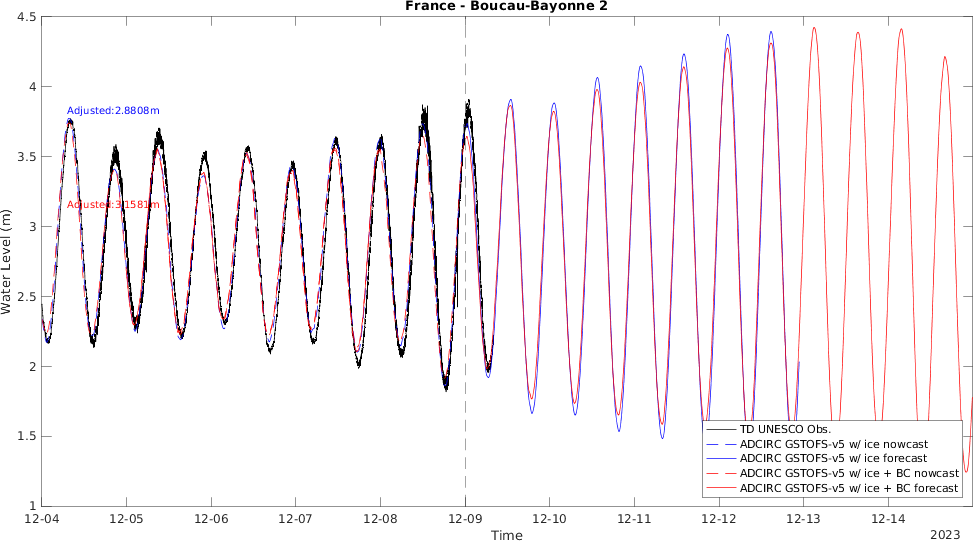 France - Boucau-Bayonne 2
4.5
4
3.5
3
2.5
2
1.5
1
Water Level (m)
Adjusted:2.8808m
Adjusted:3.1581m
TD UNESCO Obs.
ADCIRC GSTOFS-v5 w/ ice nowcast
ADCIRC GSTOFS-v5 w/ ice forecast
ADCIRC GSTOFS-v5 w/ ice + BC nowcast
ADCIRC GSTOFS-v5 w/ ice + BC forecast
12-04 12-05 12-06 12-07 12-08 12-09 12-10 12-11 12-12 12-13 12-14
Time
2023